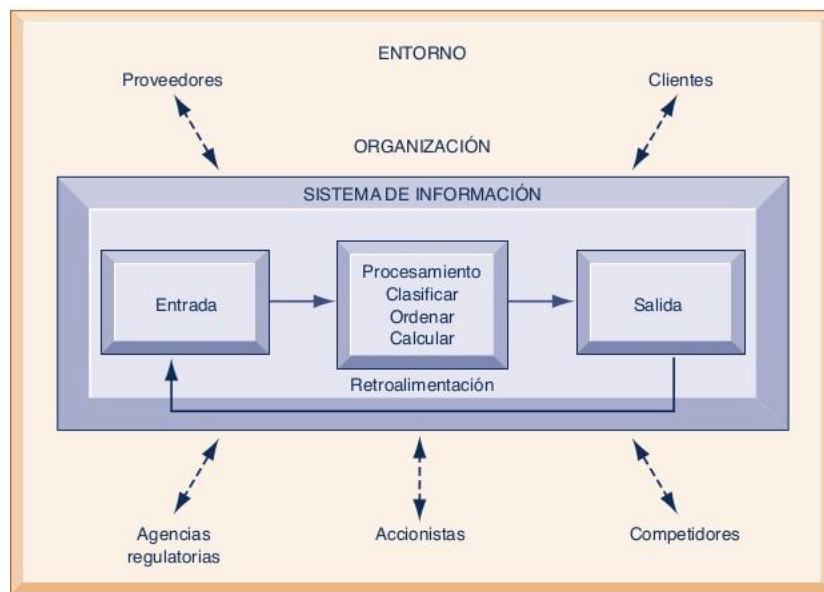 ENTORNO
Proveedores
Clientes
ORGANIZACIÓN
SISTEMA DE INFORMACIÓN
Entrada
Procesamiento
Clasificar
Ordenar
Calcular
Salida
Retroalimentación
Agencias
regulatorias
Accionistas
Competidores